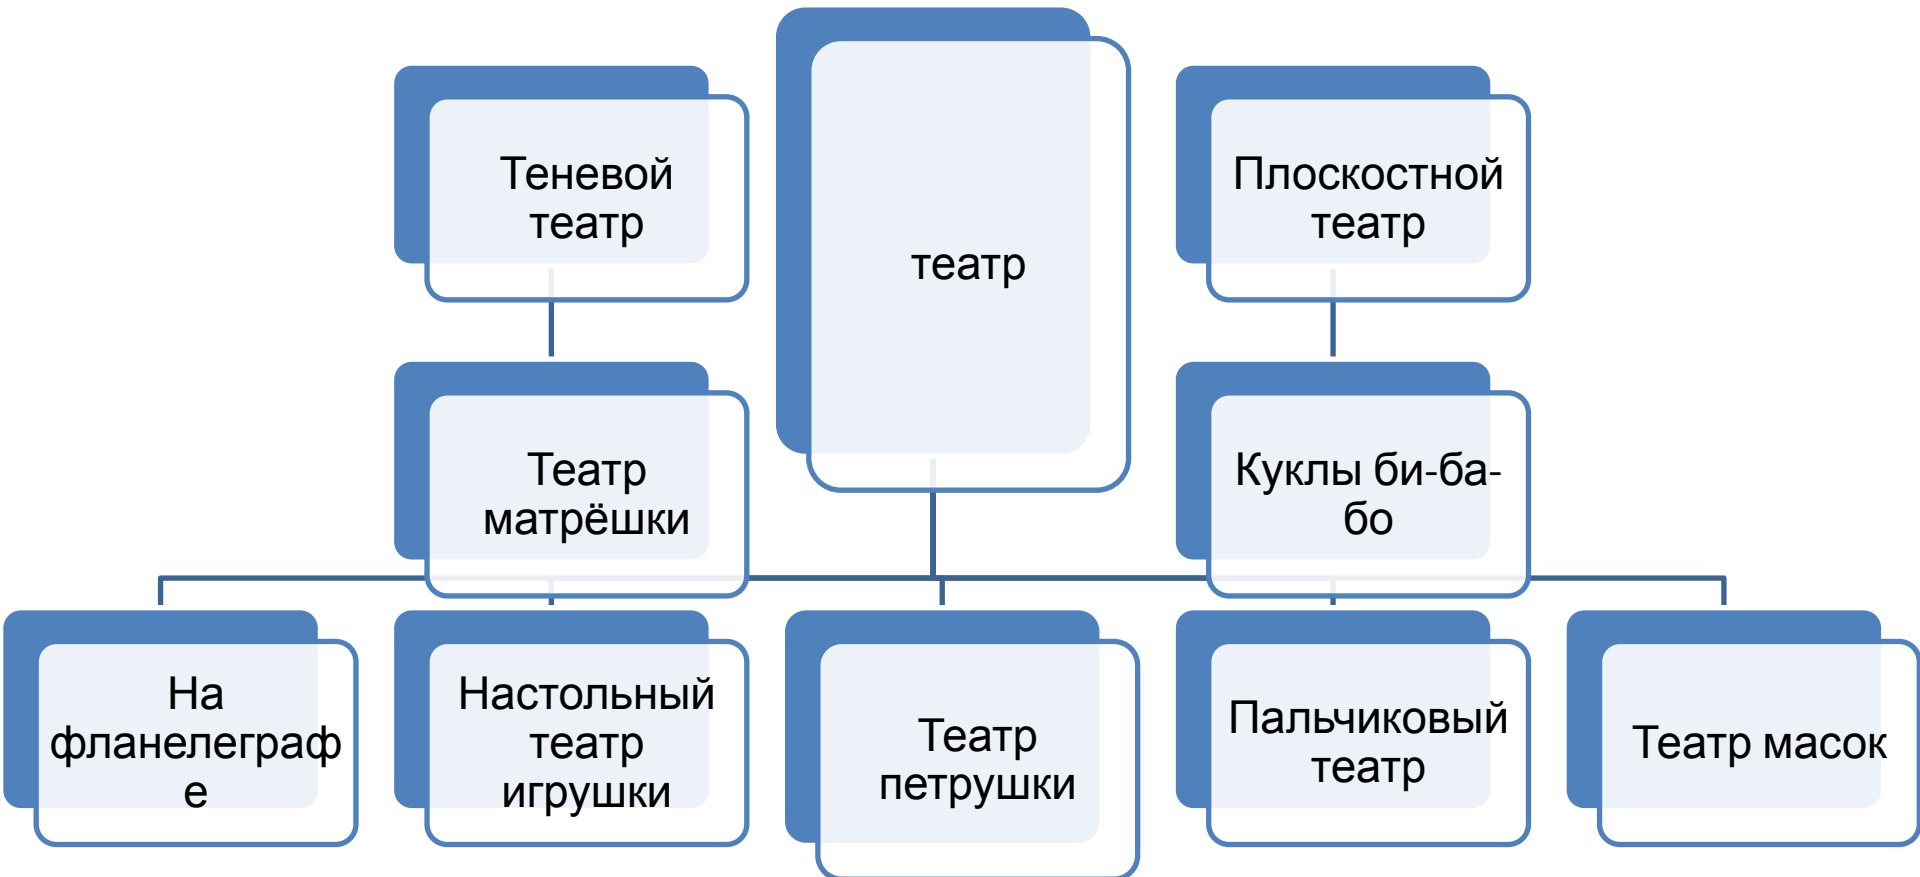 Теневой
театр
театр
Плоскостной
театр
Театр
матрёшки
Куклы би-ба-
бо
На
фланелеграф
е
Настольный
театр
игрушки
Театр
петрушки
Пальчиковый
театр
Театр масок